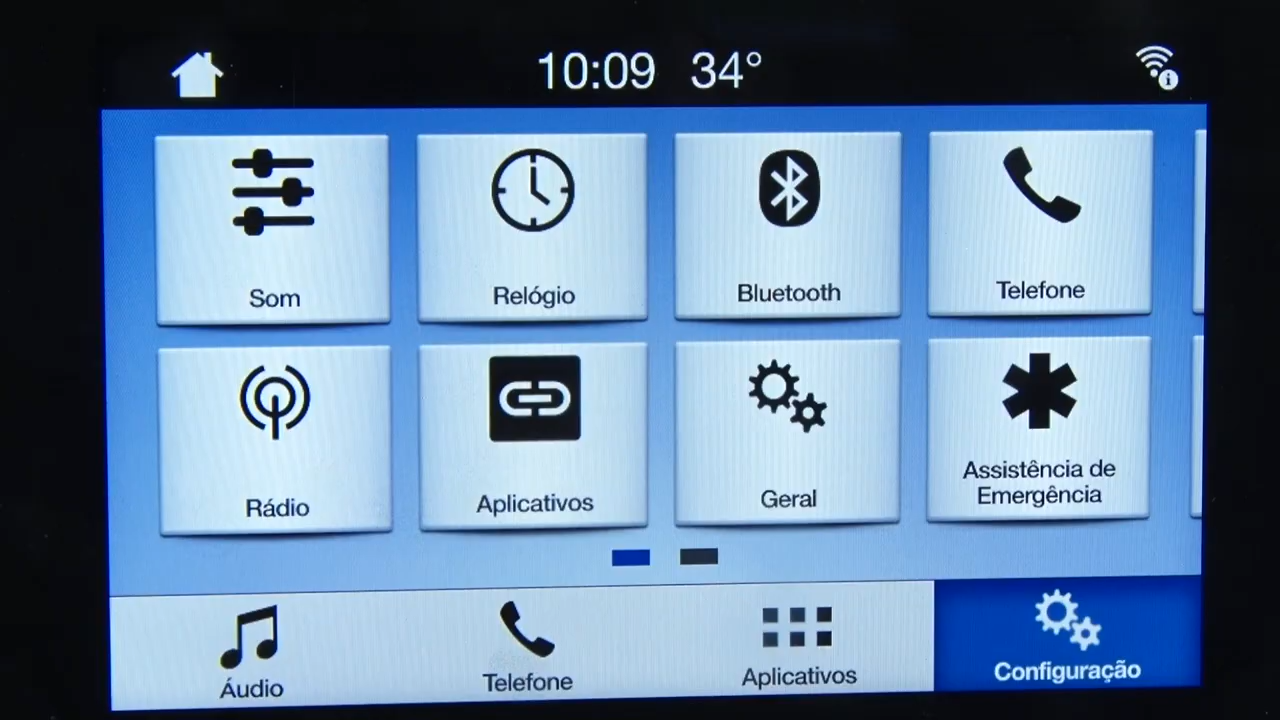 10:09 34°
Som
Relógio
Bluetooth
Telefone
Rádio
Aplicativos
Geral
Assistência de
Emergência
Áudio
Telefone
Aplicativos
Configuração